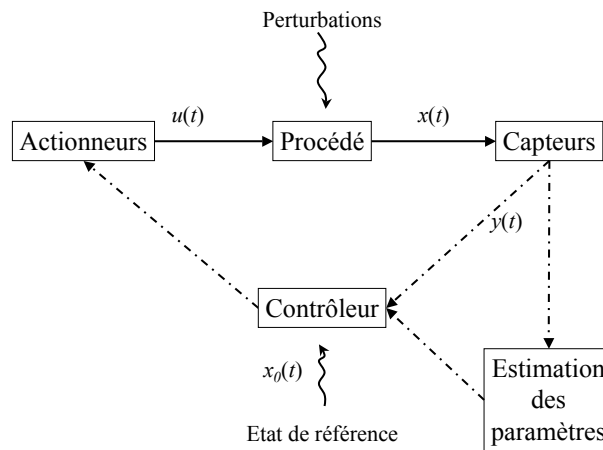 Perturbations
u(t)
x(t)
Actionneurs
Procédé
Capteurs
y(t)
Contrôleur
x0(t)
Estimation
des
paramètres
Etat de référence